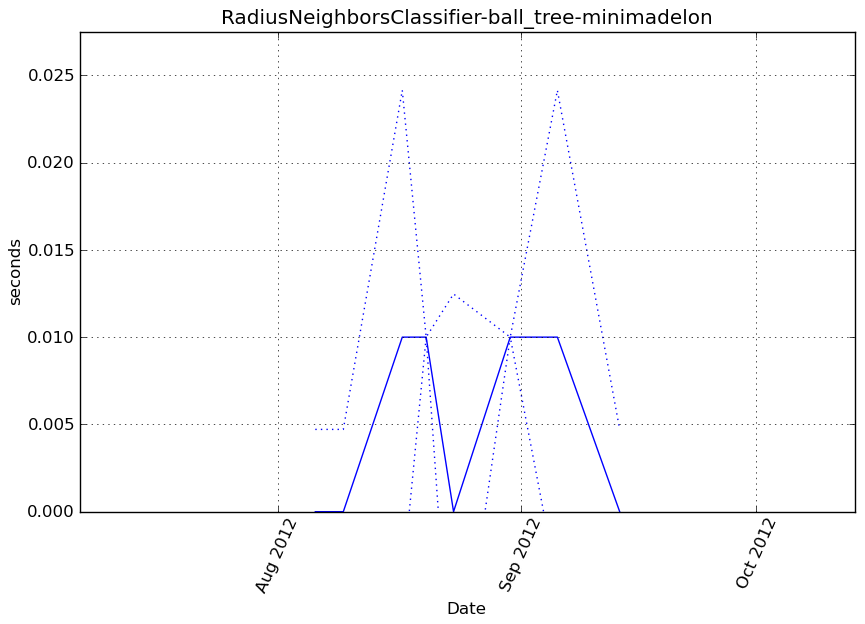 RadiusNeighborsClassifier-ball_tree-minimadelon
0.025
0.020
0.015
0.010
0.005
0.000
seconds
Aug 2012
Sep 2012
Oct 2012
Date